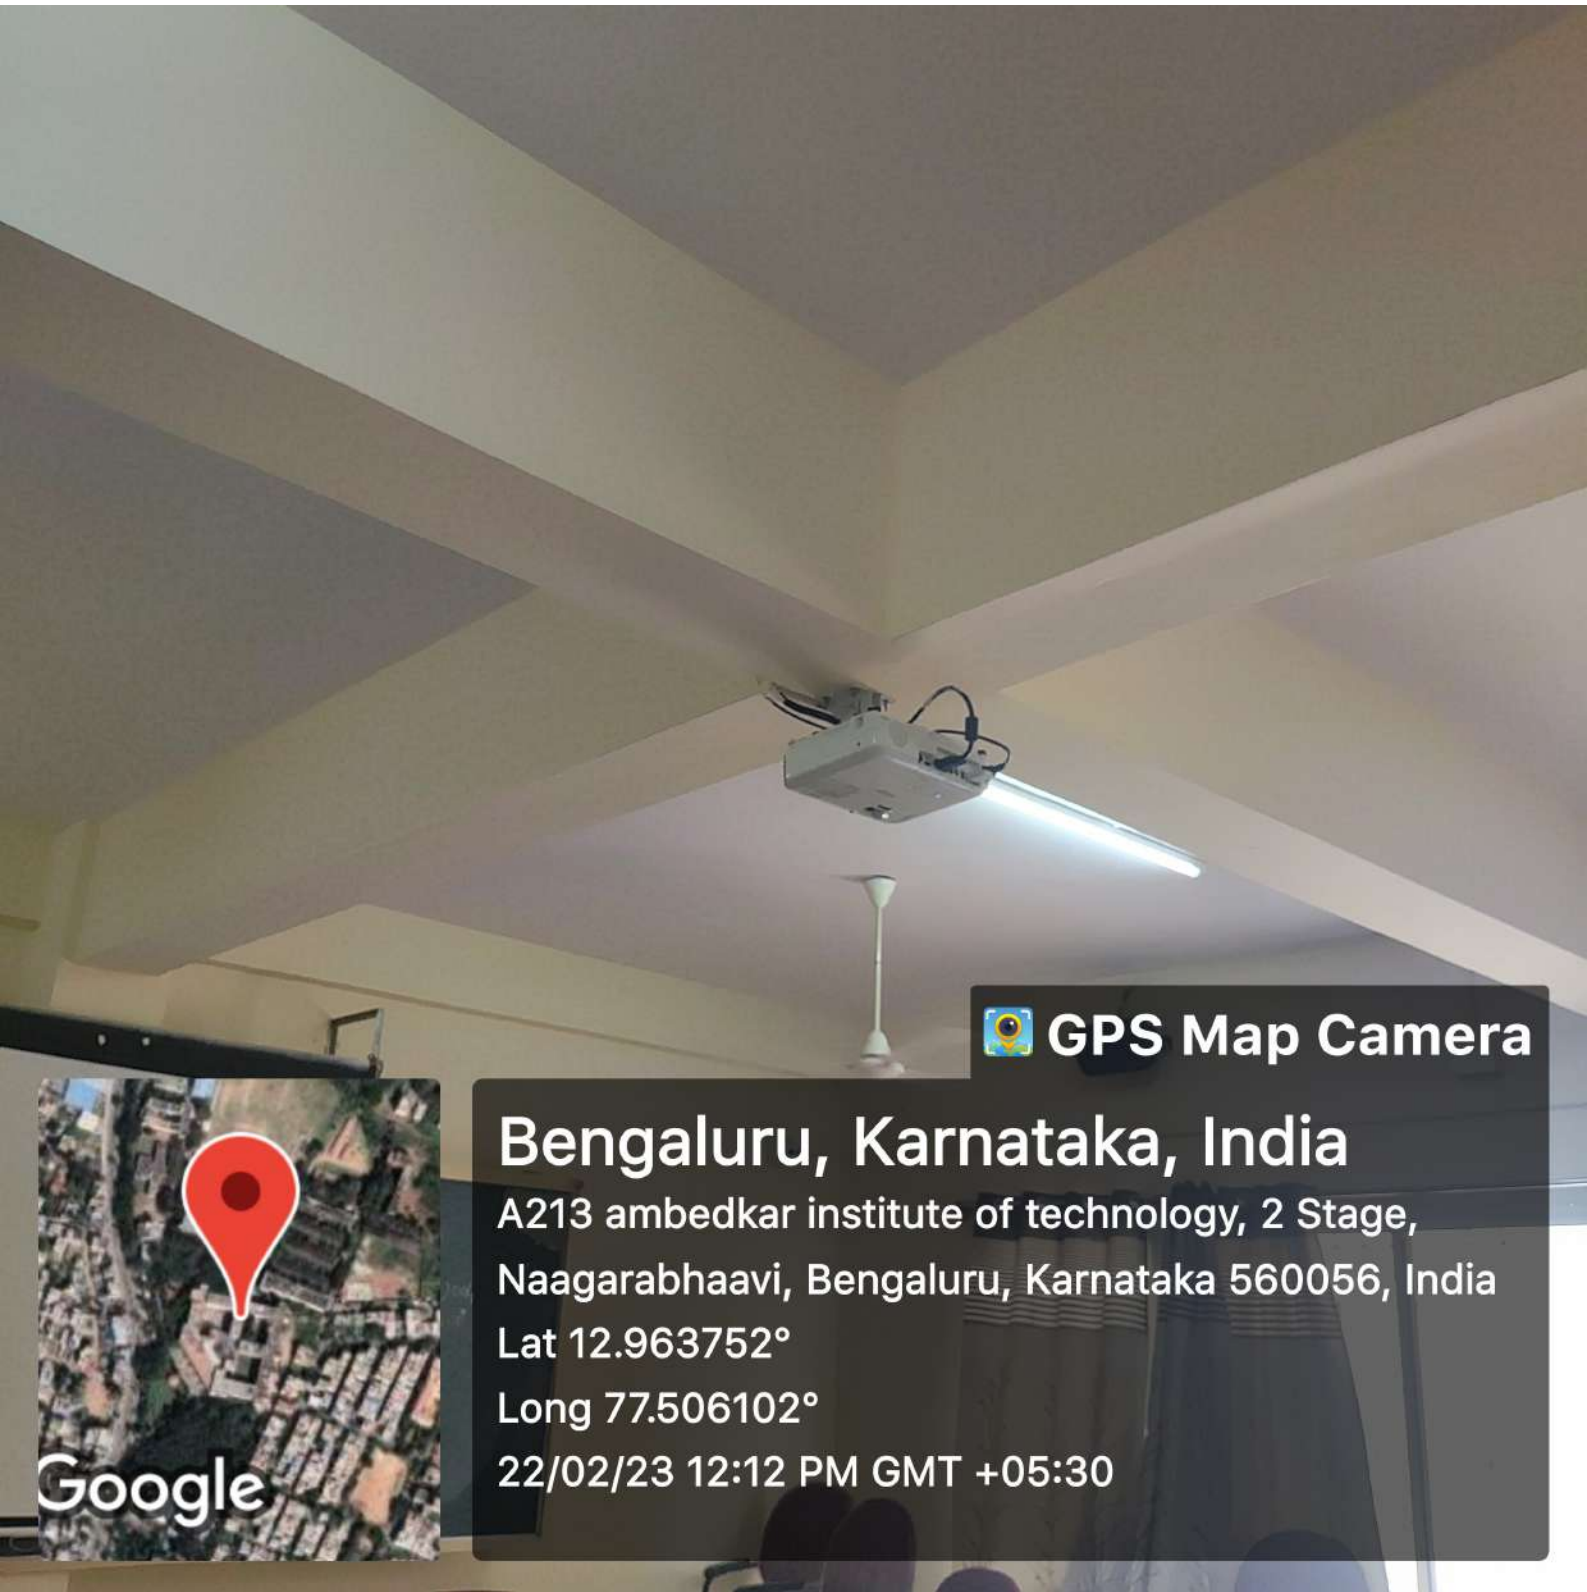 GPS Map Camera
Bengaluru, Karnataka, India
A213 ambedkar institute of technology, 2 Stage,
Naagarabhaavi, Bengaluru, Karnataka 560056, India
Lat 12.963752°
Long 77.506102°
22/02/23 12:12 PM GMT +05:30
Google